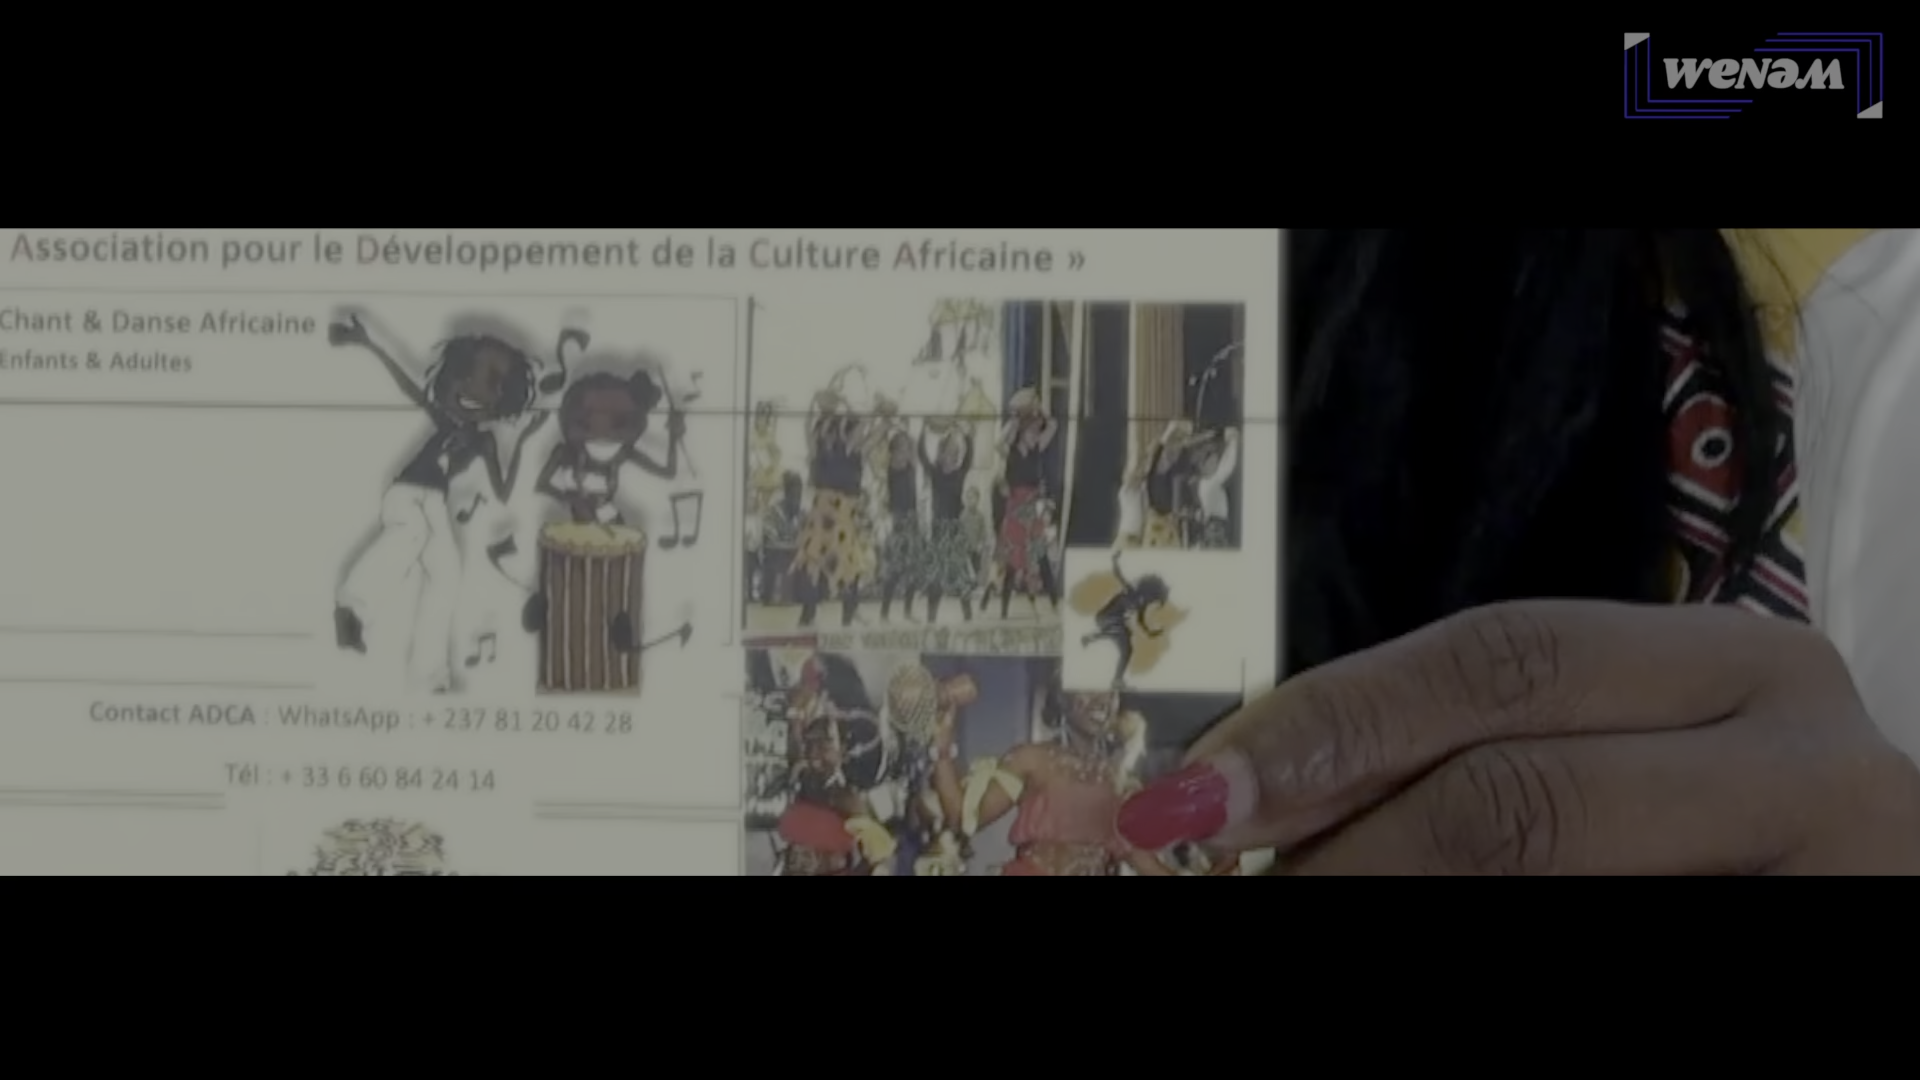 WeNəM
Association pour le Développement de la Culture Africaine »
Chant & Danse Africaine
Enfants & Adultes
Contact ADCA : WhatsApp : + 237 81 20 42 28
Tél : + 33 6 60 84 24 14